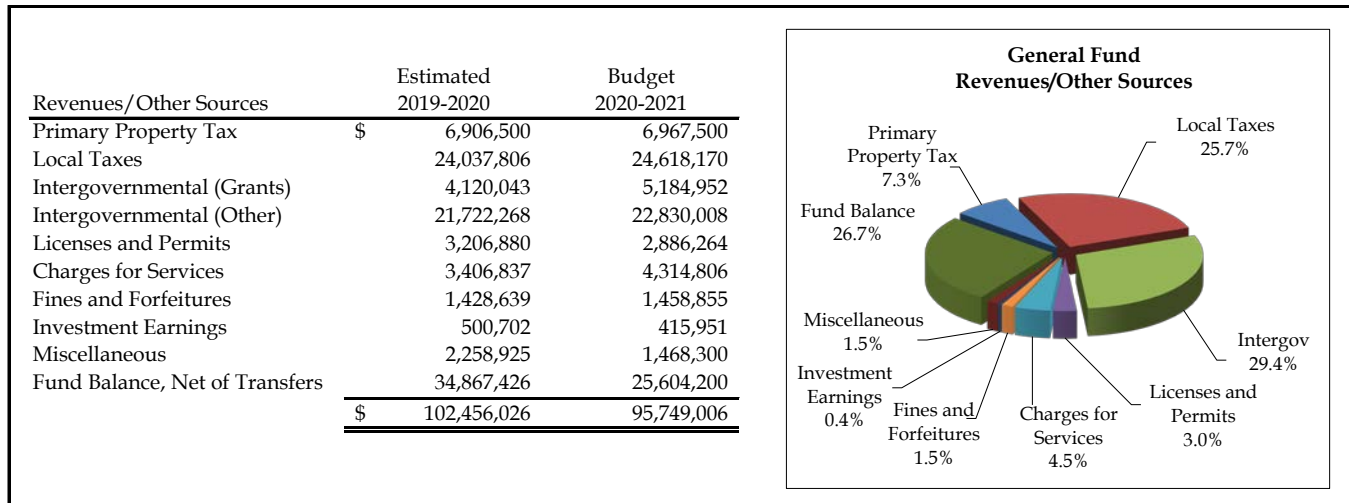 Estimated Budget
Revenues/Other Sources 2019-2020 2020-2021
Primary Property Tax $ 6,906,500 6,967,500
Local Taxes 24,037,806 24,618,170
Intergovernmental (Grants) 4,120,043 5,184,952
Intergovernmental (Other) 21,722,268 22,830,008
Licenses and Permits 3,206,880 2,886,264
Charges for Services 3,406,837 4,314,806
Fines and Forfeitures 1,428,639 1,458,855
Investment Earnings 500,702 415,951
Miscellaneous 2,258,925 1,468,300
Fund Balance, Net of Transfers 34,867,426 25,604,200
$ 102,456,026 95,749,006
General Fund
Revenues/Other Sources
Primary
Property Tax
7.3%
Local Taxes
25.7%
Fund Balance
26.7%
Miscellaneous
1.5%
Investment
Earnings
0.4%
Fines and
Forfeitures
1.5%
Charges for
Services
4.5%
Licenses and
Permits
3.0%
Intergov
29.4%